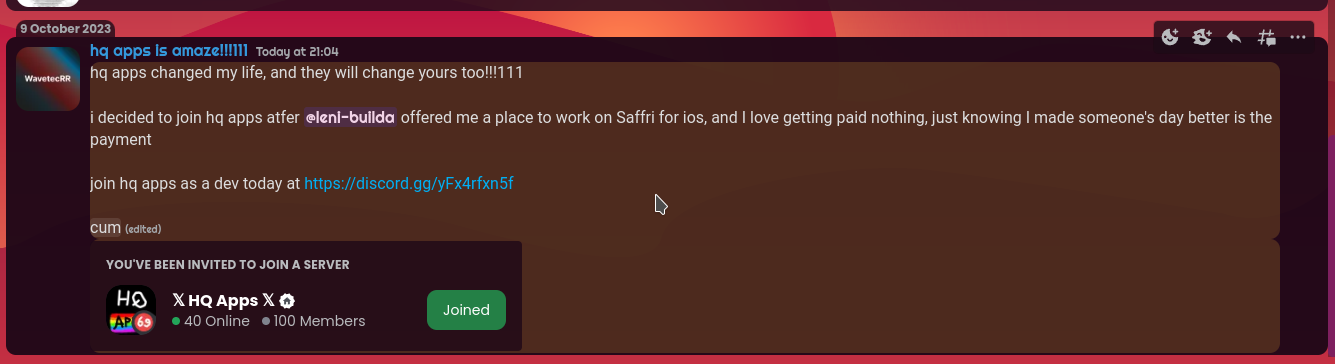 9 October 2023
hq apps is amaze!!!111 Today at 21:04
WavetecRR
hq apps changed my life, and they will change yours too!!!111
i decided to join hq apps atfer @leni-builda offered me a place to work on Saffri for ios, and I love getting paid nothing, just knowing I made someone's day better is the
payment
join hq apps as a dev today at https://discord.gg/yFx4rfxn5f
cum (edited)
YOU'VE BEEN INVITED TO JOIN A SERVER
HQ
AP 69
𝕏 HQ Apps 𝕏
40 Online 100 Members
Joined